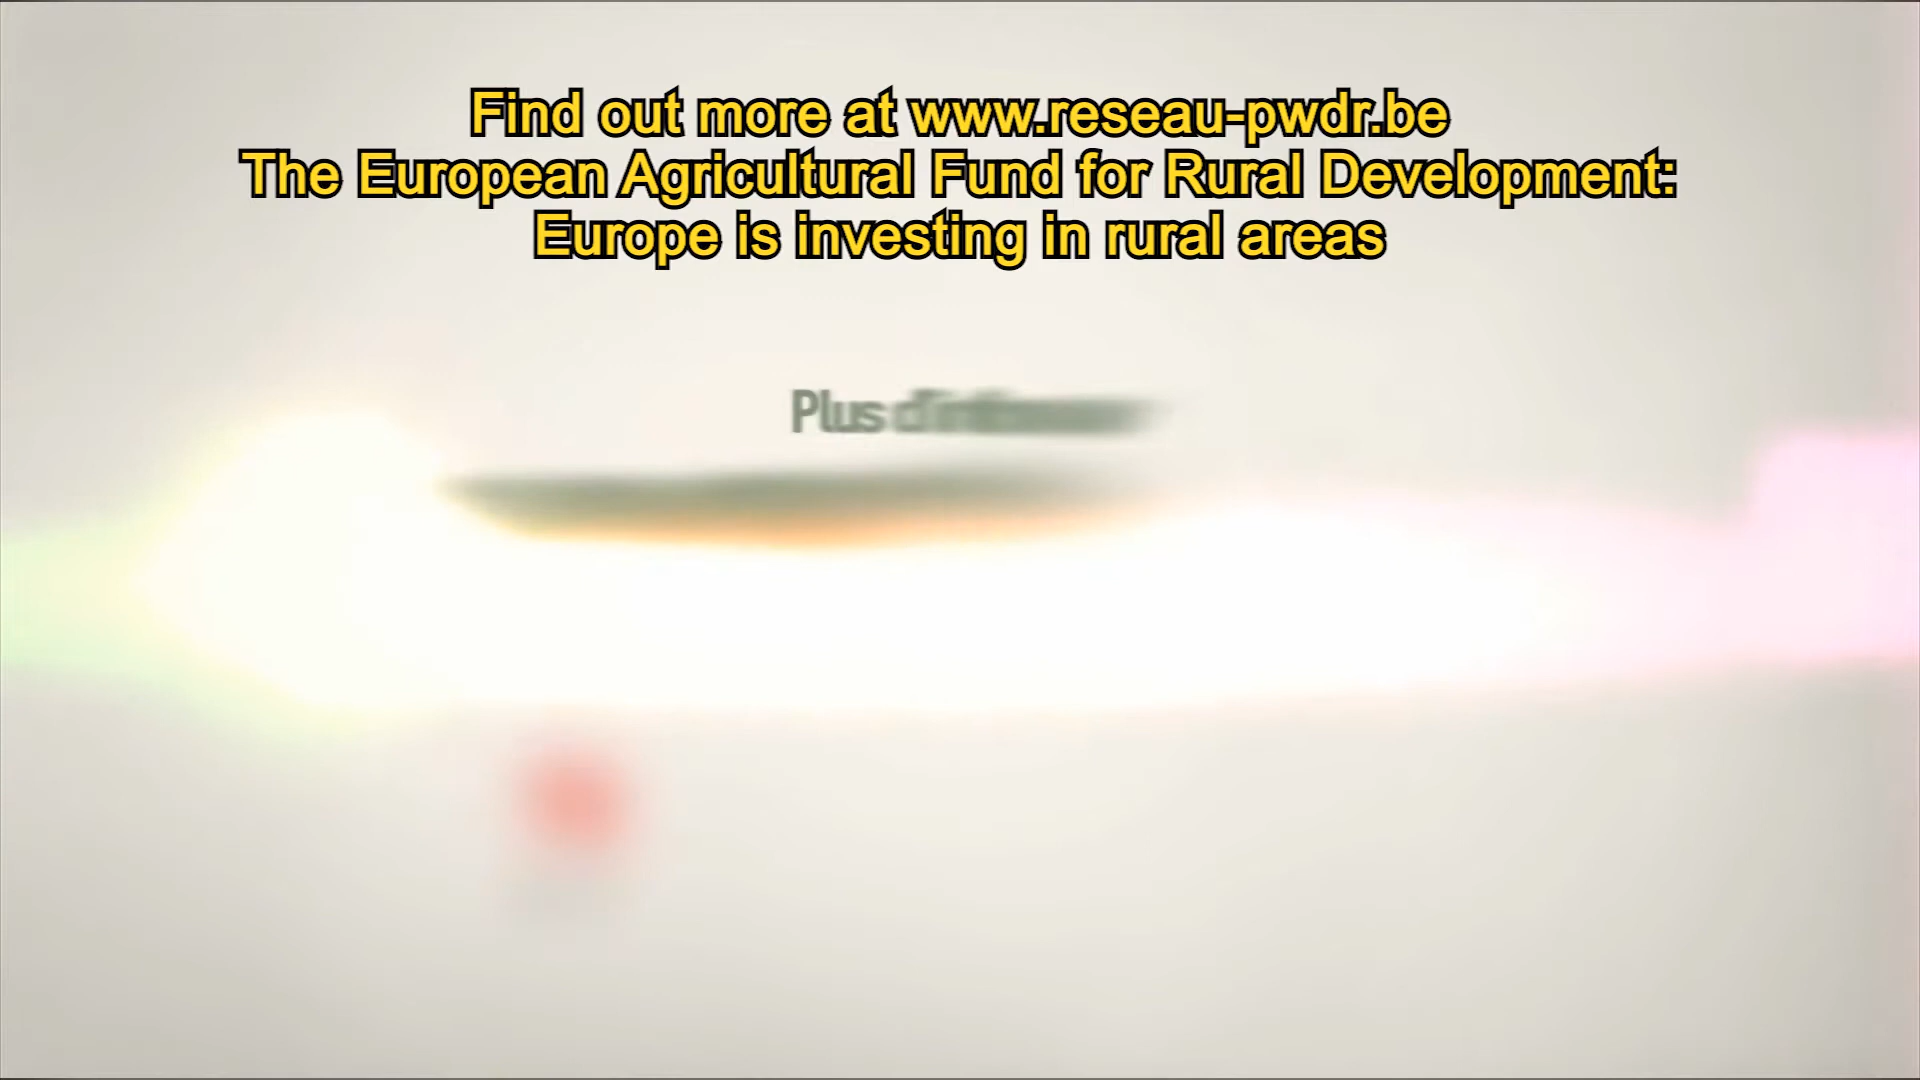 Find out more at www.reseau-pwdr.be
The European Agricultural Fund for Rural Development:
Europe is investing in rural areas
Plus